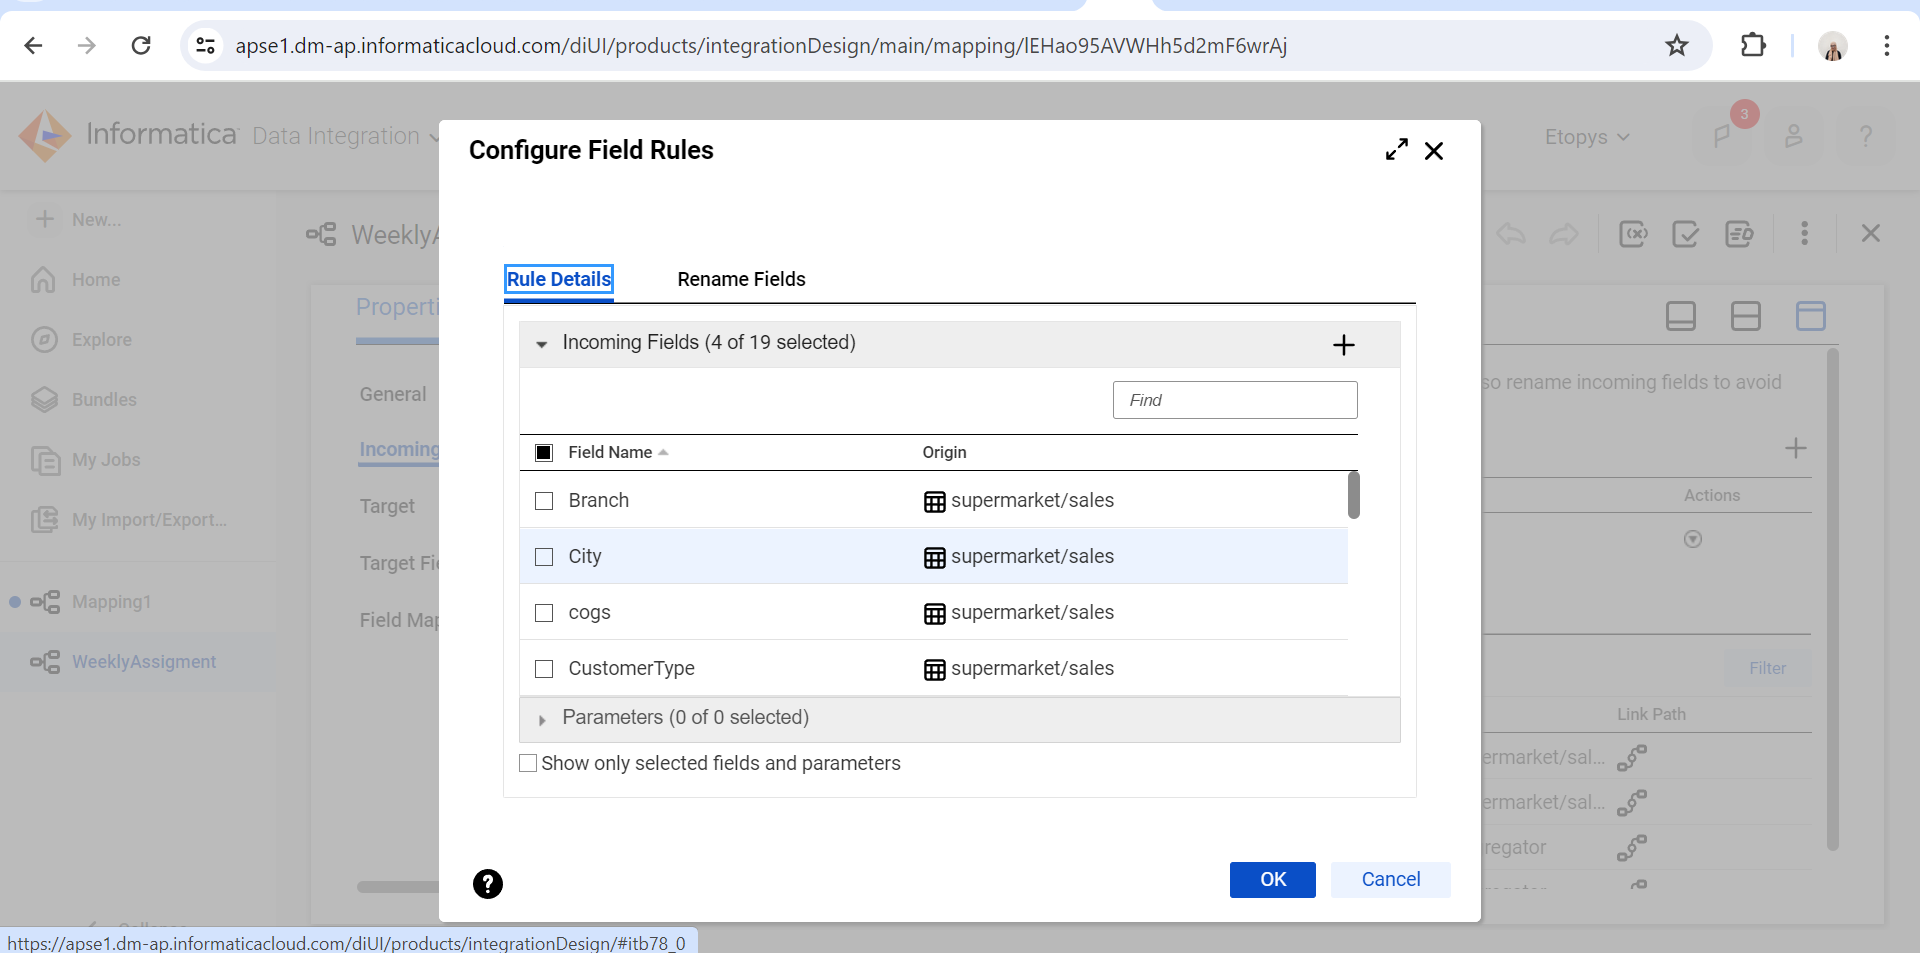 apse1.dm-ap.informaticacloud.com/diUI/products/integrationDesign/main/mapping/lEHao95AVWHh5d2mF6wrAj
Informatica Data Integration
Etopys
3
?
Configure Field Rules
New...
Home
Explore
Bundles
My Jobs
My Import/Export...
Mapping1
WeeklyAssigment
WeeklyA
Properti
General
Incoming
Target
Target Fie
Field Map
Rule Details Rename Fields
Incoming Fields (4 of 19 selected)
Find
Field Name Origin
Branch supermarket/sales
City supermarket/sales
cogs supermarket/sales
CustomerType supermarket/sales
Parameters (0 of 0 selected)
Show only selected fields and parameters
? OK Cancel
so rename incoming fields to avoid
Actions
Filter
Link Path
ermarket/sal...
ermarket/sal...
regator
https://apse1.dm-ap.informaticacloud.com/diUI/products/integrationDesign/#itb78_0